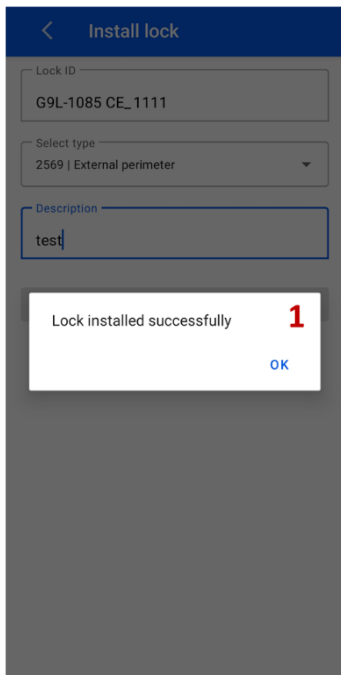 Install lock
Lock ID
G9L-1085 CE_1111
Select type
2569 | External perimeter
Description
test
Lock installed successfully 1
OK